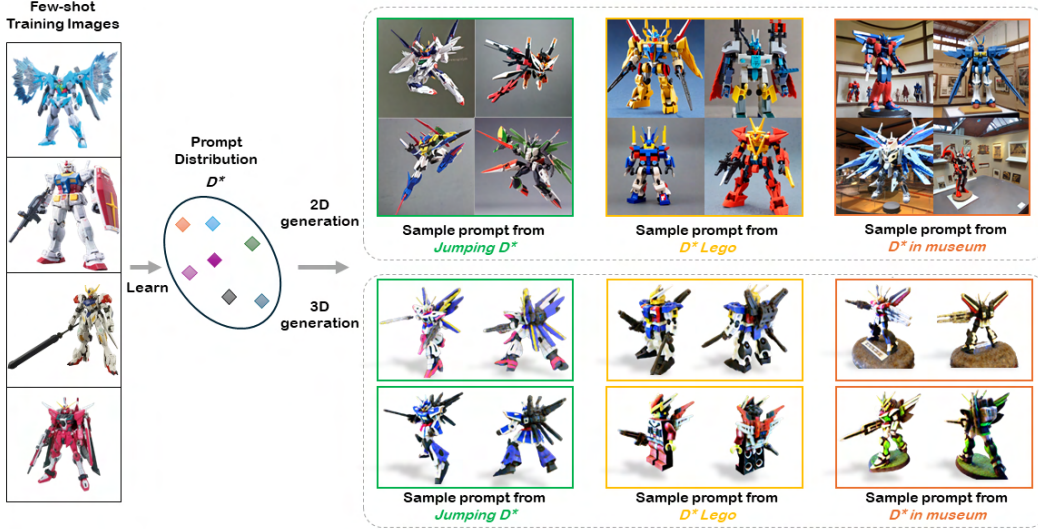 Few-shot
Training Images
Learn
Prompt
Distribution
D*
2D
generation
3D
generation
Sample prompt from
Jumping D*
Sample prompt from
D* Lego
Sample prompt from
D* in museum
Sample prompt from
Jumping D*
Sample prompt from
D* Lego
Sample prompt from
D* in museum